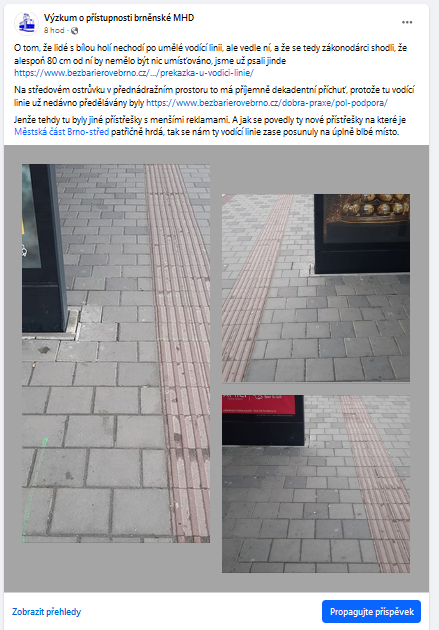 Výzkum o přístupnosti brněnské MHD
8 hod ·
O tom, že lidé s bílou holí nechodí po umělé vodící linii, ale vedle ní, a že se tedy zákonodárci shodli, že
alespoň 80 cm od ní by nemělo být nic umísťováno, jsme už psali jinde
https://www.bezbarierovebrno.cz/.../prekazka-u-vodici-linie/
Na středovém ostrůvku v přednádražním prostoru to má příjemně dekadentní příchuť, protože tu vodící
linie už nedávno předělávány byly https://www.bezbarierovebrno.cz/dobra-praxe/pol-podpora/
Jenže tehdy tu byly jiné přístřešky s menšími reklamami. A jak se povedly ty nové přístřešky na které je
Městská část Brno-střed patřičně hrdá, tak se nám ty vodící linie zase posunuly na úplně blbé místo.
Zobrazit přehledy
Propagujte příspěvek